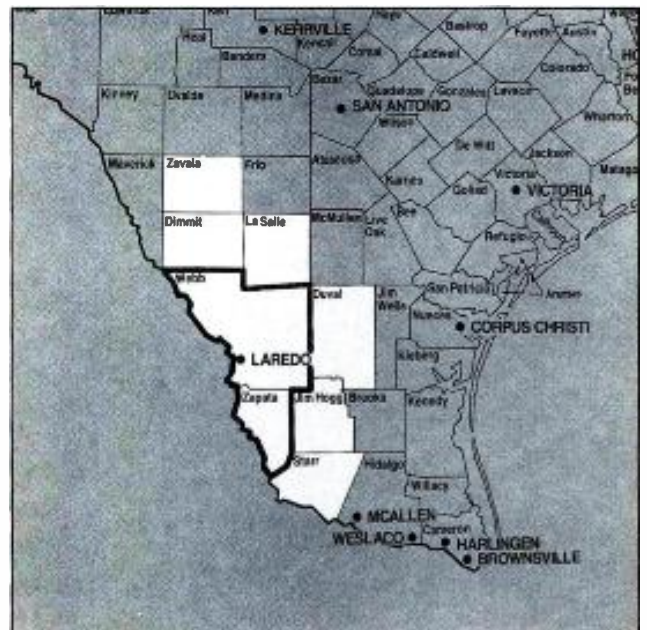 KERRVILLE
Real
Kendall
Bandera
Comal
Hays
Caldwell
Bastrop
Fayette
Austin
Colorado
Kinney
Uvalde
Medina
Bexar
Guadalupe
Gonzales
Lavaca
Wharton
SAN ANTONIO
Wilson
De Witt
Jackson
Maverick
Zavala
Frio
Atascosa
Karnes
Goliad
Victoria
VICTORIA
Matago
Dimmit
La Salle
McMullen
Live
Oak
Bee
Refugio
Webb
Duval
Jim
Wells
San Patricio
Aransas
Nueces
CORPUS CHRISTI
LAREDO
Kleberg
Zapata
Jim Hogg
Brooks
Kenedy
Starr
Hidalgo
Willacy
MCALLEN
Cameron
WESLACO
HARLINGEN
BROWNSVILLE